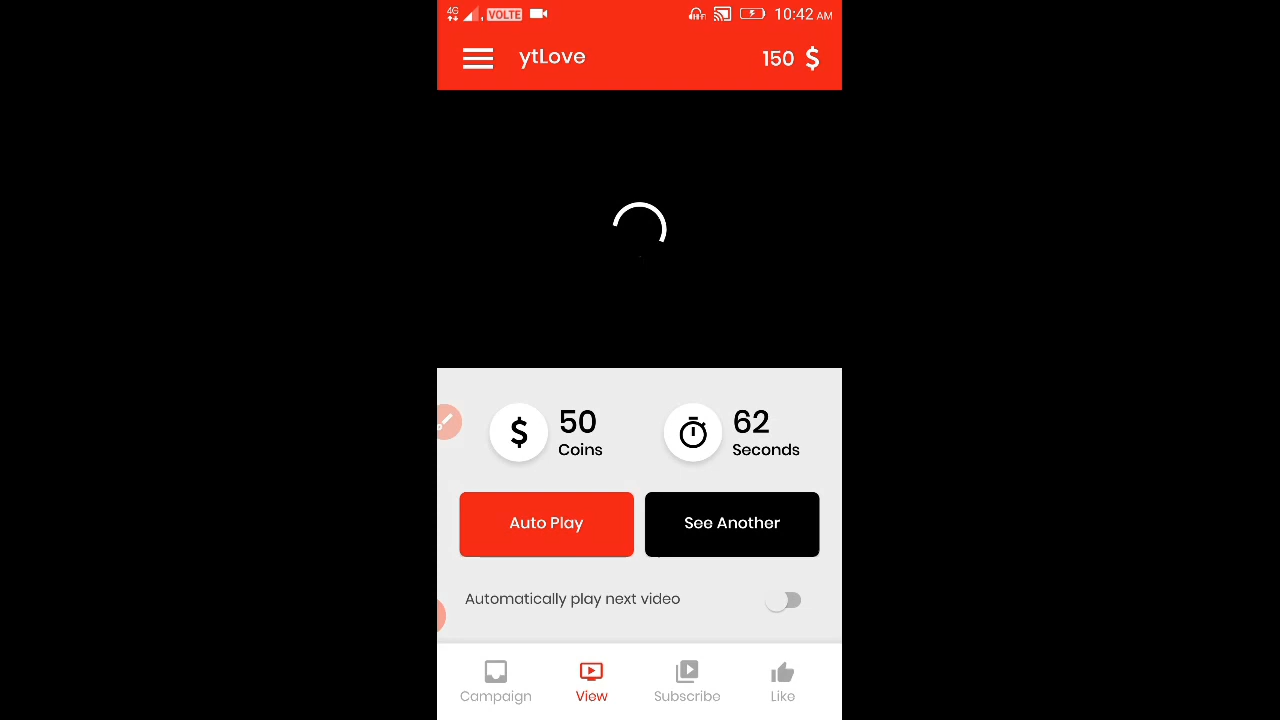 4G VOLTE 10:42 AM
ytLove 150 $
$ 50 Coins
62 Seconds
Auto Play
See Another
Automatically play next video
Campaign View Subscribe Like